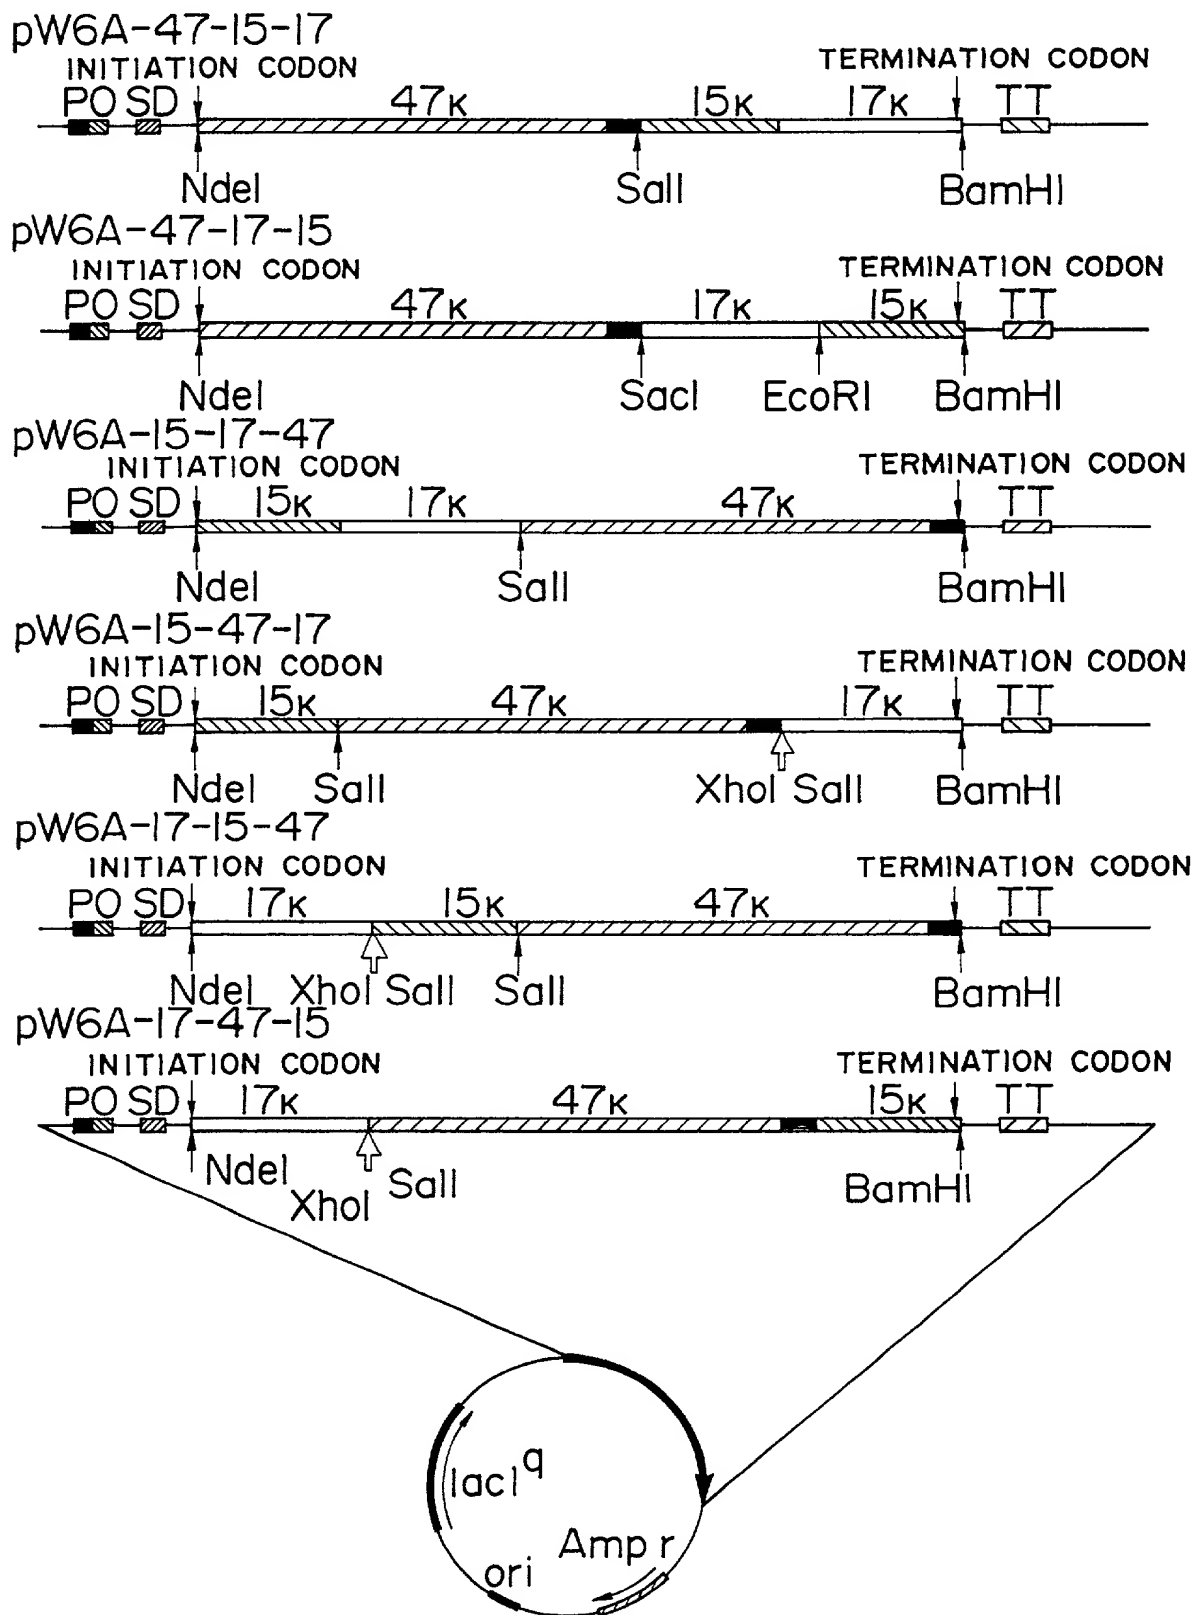 pW6A-47-15-17
INITIATION CODON TERMINATION CODON
PO SD 47K 15K 17K TT
NdeI SalI BamHI
pW6A-47-17-15
INITIATION CODON TERMINATION CODON
PO SD 47K 17K 15K TT
NdeI SacI EcoRI BamHI
pW6A-15-17-47
INITIATION CODON TERMINATION CODON
PO SD 15K 17K 47K TT
NdeI SalI BamHI
pW6A-15-47-17
INITIATION CODON TERMINATION CODON
PO SD 15K 47K 17K TT
NdeI SalI XhoI SalI BamHI
pW6A-17-15-47
INITIATION CODON TERMINATION CODON
PO SD 17K 15K 47K TT
NdeI XhoI SalI SalI BamHI
pW6A-17-47-15
INITIATION CODON TERMINATION CODON
PO SD 17K 47K 15K TT
NdeI XhoI SalI BamHI
lacI^q
Amp r
ori